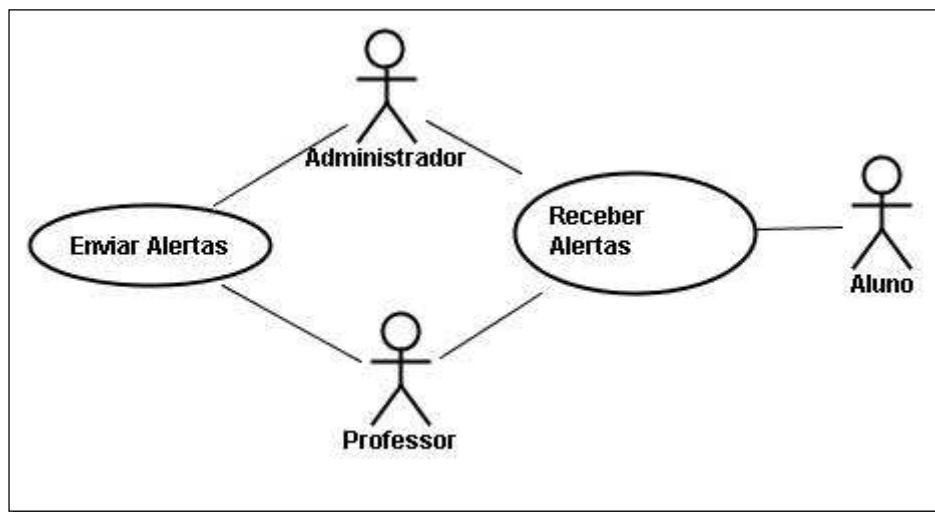 Administrador
Enviar Alertas
Receber
Alertas
Aluno
Professor